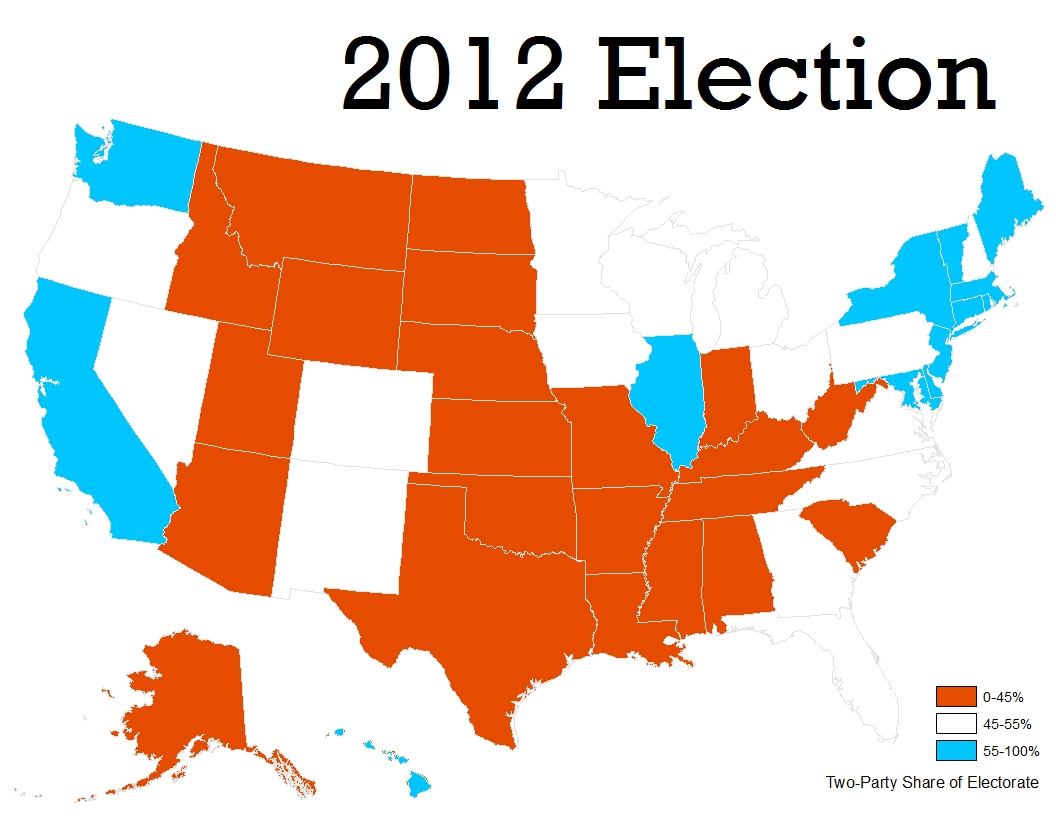 2012 Election
0-45%
45-55%
55-100%
Two-Party Share of Electorate